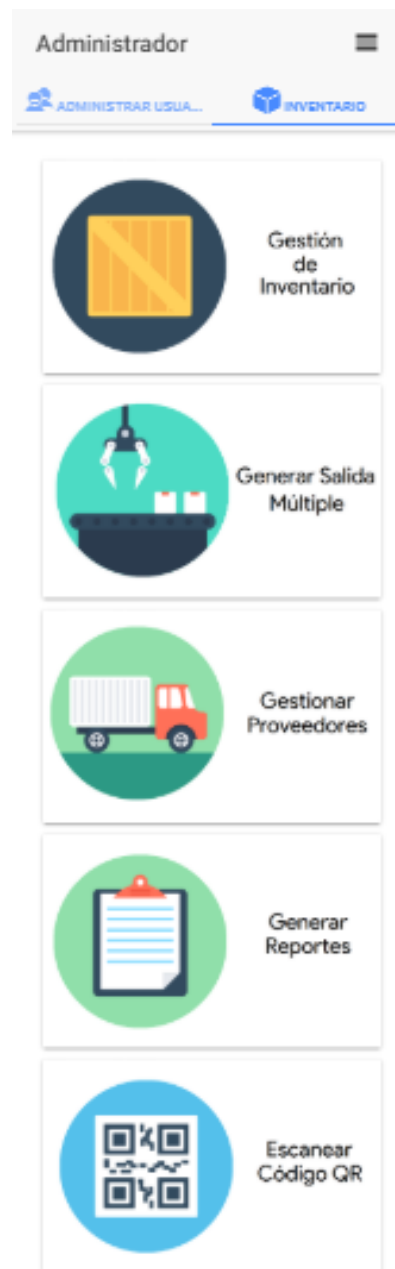 Administrador
ADMINISTRAR USUA...
INVENTARIO
Gestión
de
Inventario
Generar Salida
Múltiple
Gestionar
Proveedores
Generar
Reportes
Escanear
Código QR